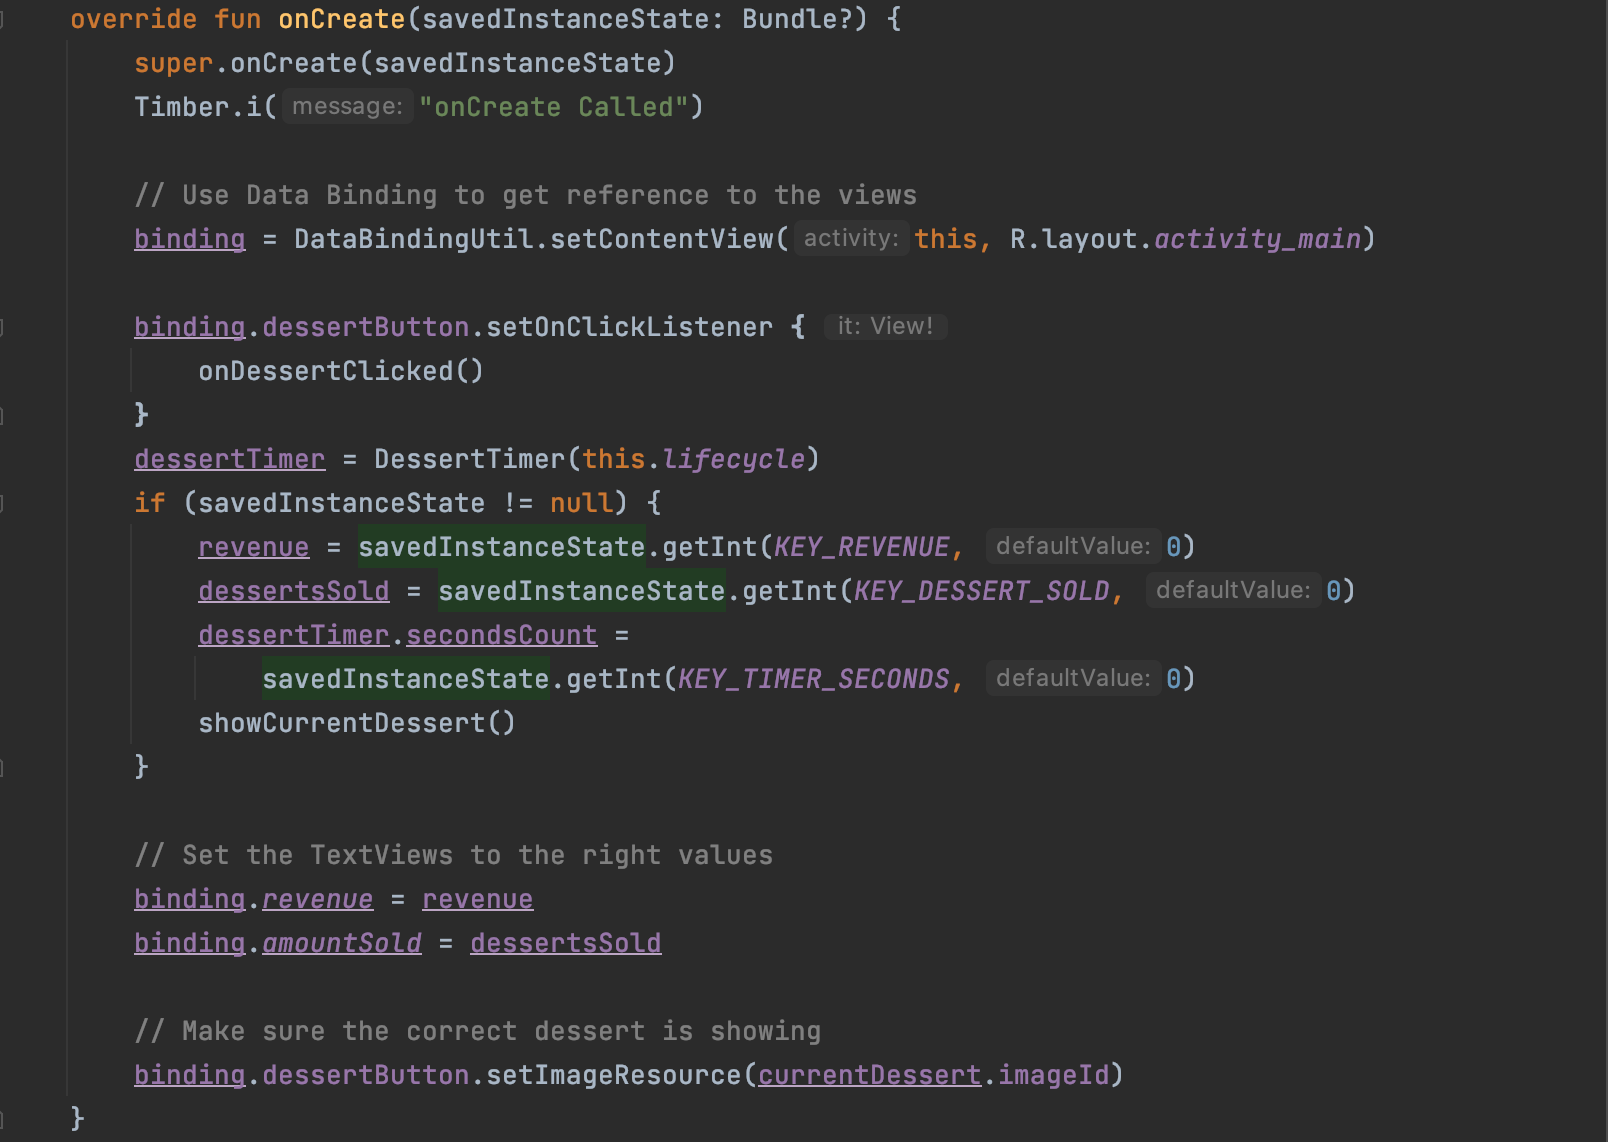 override fun onCreate(savedInstanceState: Bundle?) {
super.onCreate(savedInstanceState)
Timber.i( message: "onCreate Called")
// Use Data Binding to get reference to the views
binding = DataBindingUtil.setContentView( activity: this, R.layout.activity_main)
binding.dessertButton.setOnClickListener { it: View!
onDessertClicked()
}
dessertTimer = DessertTimer(this.lifecycle)
if (savedInstanceState != null) {
revenue = savedInstanceState.getInt(KEY_REVENUE, defaultValue: 0)
dessertsSold = savedInstanceState.getInt(KEY_DESSERT_SOLD, defaultValue: 0)
dessertTimer.secondsCount =
savedInstanceState.getInt(KEY_TIMER_SECONDS, defaultValue: 0)
showCurrentDessert()
}
// Set the TextViews to the right values
binding.revenue = revenue
binding.amountSold = dessertsSold
// Make sure the correct dessert is showing
binding.dessertButton.setImageResource(currentDessert.imageId)
}